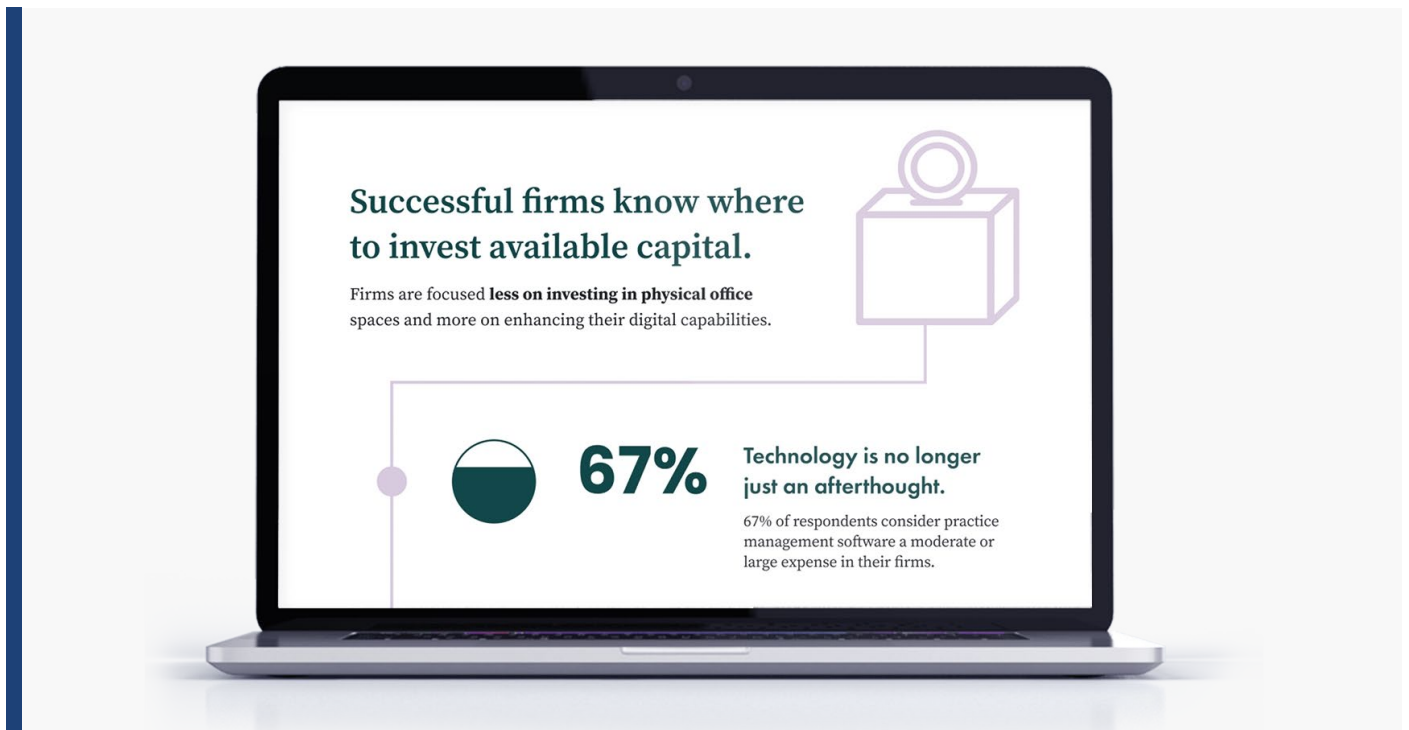 Successful firms know where
to invest available capital.
Firms are focused less on investing in physical office
spaces and more on enhancing their digital capabilities.
67%
Technology is no longer
just an afterthought.
67% of respondents consider practice
management software a moderate or
large expense in their firms.